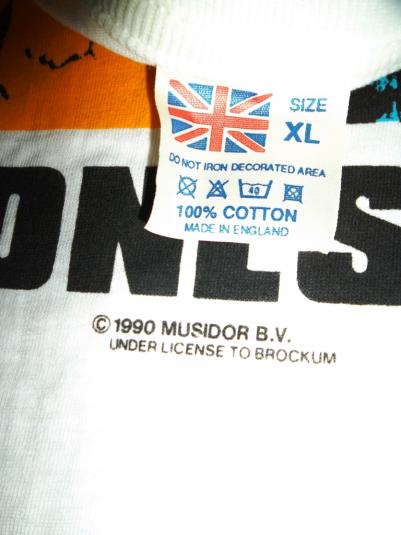 SIZE
XL
DO NOT IRON DECORATED AREA
40
100% COTTON
MADE IN ENGLAND
ONES
© 1990 MUSIDOR B.V.
UNDER LICENSE TO BROCKUM